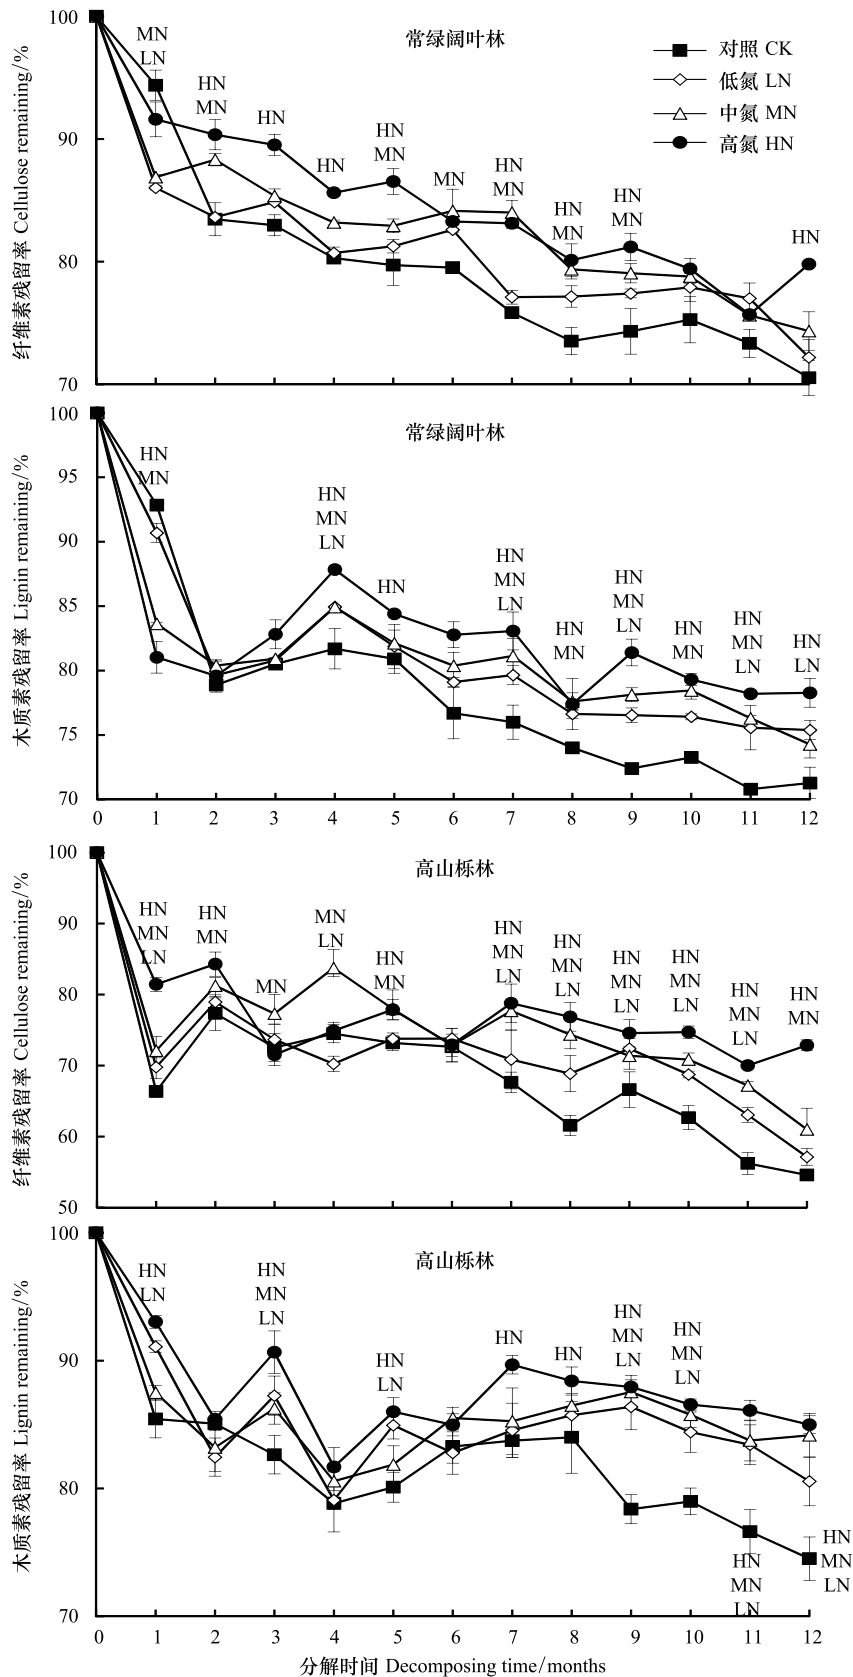 常绿阔叶林
对照 CK
低氮 LN
中氮 MN
高氮 HN
纤维素残留率 Cellulose remaining/%
100
90
80
70
MN
LN
HN
MN
HN
HN
HN
MN
MN
HN
MN
HN
MN
HN
MN
HN
常绿阔叶林
木质素残留率 Lignin remaining/%
100
95
90
85
80
75
70
HN
MN
HN
MN
LN
HN
HN
MN
LN
HN
MN
HN
MN
LN
HN
MN
HN
MN
LN
HN
LN
0 1 2 3 4 5 6 7 8 9 10 11 12
高山栎林
纤维素残留率 Cellulose remaining/%
100
90
80
70
60
50
HN
MN
LN
HN
MN
MN
MN
LN
HN
MN
HN
MN
LN
HN
MN
LN
HN
MN
LN
HN
MN
LN
HN
MN
LN
HN
MN
高山栎林
木质素残留率 Lignin remaining/%
100
90
80
70
HN
LN
HN
MN
LN
HN
LN
HN
HN
HN
MN
LN
HN
MN
LN
HN
MN
LN
HN
MN
LN
0 1 2 3 4 5 6 7 8 9 10 11 12
分解时间 Decomposing time/months